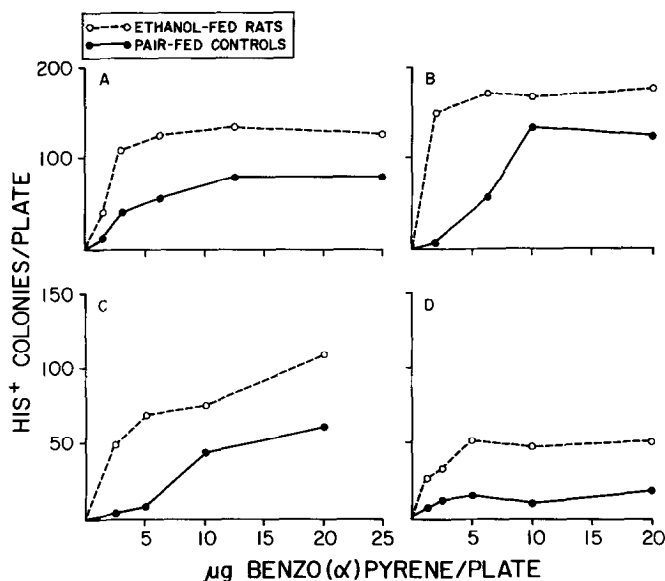 ETHANOL-FED RATS
PAIR-FED CONTROLS
A
B
200
100
C
D
150
100
50
5 10 15 20 25
5 10 15 20
HIS+ COLONIES/PLATE
µg BENZO(α)PYRENE/PLATE